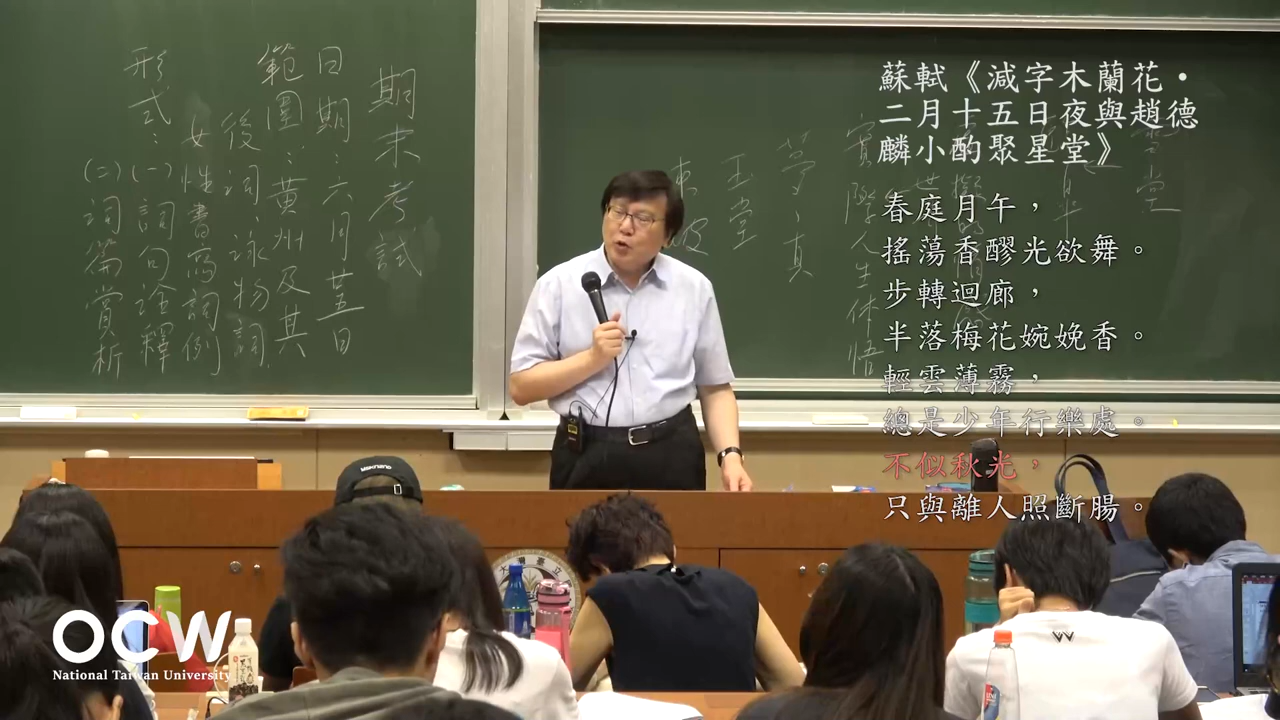 期末考試
日期：六月廿五日
範圍：黃州及其
後詞、詠物詞
女性書寫詞例
形式：(一)詞句詮釋
(二)詞篇賞析
雪堂
實際人生体悟
夢、真
玉堂
東坡
蘇軾《減字木蘭花・
二月十五日夜與趙德
麟小酌聚星堂》
春庭月午，
搖蕩香醪光欲舞。
步轉迴廊，
半落梅花婉娩香。
輕雲薄霧，
總是少年行樂處。
不似秋光，
只與離人照斷腸。
OCW
National Taiwan University